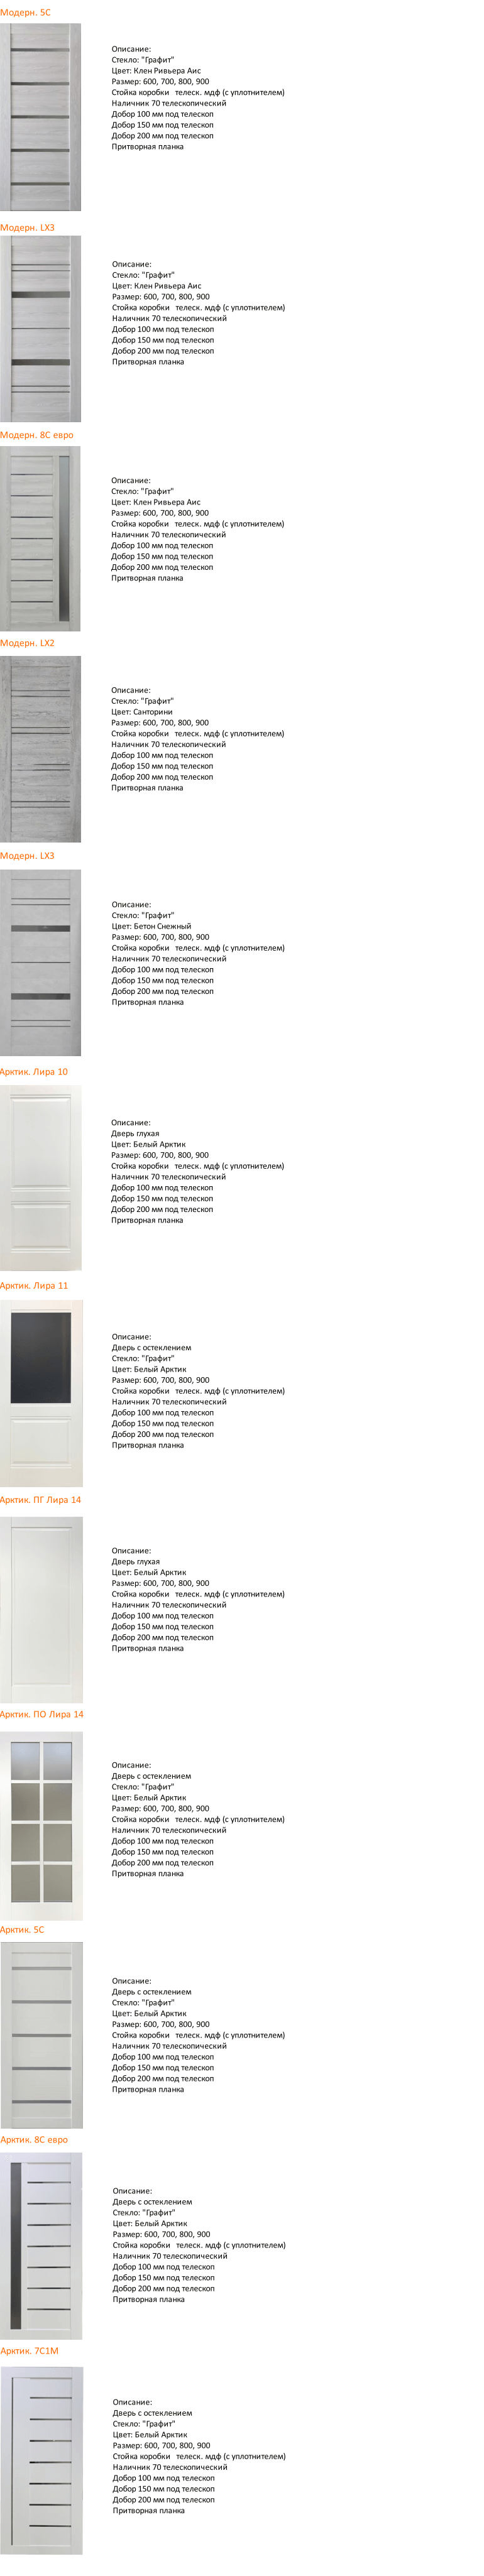 Модерн. 5С
Описание:
Стекло: "Графит"
Цвет: Клен Ривьера Аис
Размер: 600, 700, 800, 900
Стойка коробки телеск. мдф (с уплотнителем)
Наличник 70 телескопический
Добор 100 мм под телескоп
Добор 150 мм под телескоп
Добор 200 мм под телескоп
Притворная планка
Модерн. LX3
Описание:
Стекло: "Графит"
Цвет: Клен Ривьера Аис
Размер: 600, 700, 800, 900
Стойка коробки телеск. мдф (с уплотнителем)
Наличник 70 телескопический
Добор 100 мм под телескоп
Добор 150 мм под телескоп
Добор 200 мм под телескоп
Притворная планка
Модерн. 8С евро
Описание:
Стекло: "Графит"
Цвет: Клен Ривьера Аис
Размер: 600, 700, 800, 900
Стойка коробки телеск. мдф (с уплотнителем)
Наличник 70 телескопический
Добор 100 мм под телескоп
Добор 150 мм под телескоп
Добор 200 мм под телескоп
Притворная планка
Модерн. LX2
Описание:
Стекло: "Графит"
Цвет: Санторини
Размер: 600, 700, 800, 900
Стойка коробки телеск. мдф (с уплотнителем)
Наличник 70 телескопический
Добор 100 мм под телескоп
Добор 150 мм под телескоп
Добор 200 мм под телескоп
Притворная планка
Модерн. LX3
Описание:
Стекло: "Графит"
Цвет: Бетон Снежный
Размер: 600, 700, 800, 900
Стойка коробки телеск. мдф (с уплотнителем)
Наличник 70 телескопический
Добор 100 мм под телескоп
Добор 150 мм под телескоп
Добор 200 мм под телескоп
Притворная планка
Арктик. Лира 10
Описание:
Дверь глухая
Цвет: Белый Арктик
Размер: 600, 700, 800, 900
Стойка коробки телеск. мдф (с уплотнителем)
Наличник 70 телескопический
Добор 100 мм под телескоп
Добор 150 мм под телескоп
Добор 200 мм под телескоп
Притворная планка
Арктик. Лира 11
Описание:
Дверь с остеклением
Стекло: "Графит"
Цвет: Белый Арктик
Размер: 600, 700, 800, 900
Стойка коробки телеск. мдф (с уплотнителем)
Наличник 70 телескопический
Добор 100 мм под телескоп
Добор 150 мм под телескоп
Добор 200 мм под телескоп
Притворная планка
Арктик. ПГ Лира 14
Описание:
Дверь глухая
Цвет: Белый Арктик
Размер: 600, 700, 800, 900
Стойка коробки телеск. мдф (с уплотнителем)
Наличник 70 телескопический
Добор 100 мм под телескоп
Добор 150 мм под телескоп
Добор 200 мм под телескоп
Притворная планка
Арктик. ПО Лира 14
Описание:
Дверь с остеклением
Стекло: "Графит"
Цвет: Белый Арктик
Размер: 600, 700, 800, 900
Стойка коробки телеск. мдф (с уплотнителем)
Наличник 70 телескопический
Добор 100 мм под телескоп
Добор 150 мм под телескоп
Добор 200 мм под телескоп
Притворная планка
Арктик. 5С
Описание:
Дверь с остеклением
Стекло: "Графит"
Цвет: Белый Арктик
Размер: 600, 700, 800, 900
Стойка коробки телеск. мдф (с уплотнителем)
Наличник 70 телескопический
Добор 100 мм под телескоп
Добор 150 мм под телескоп
Добор 200 мм под телескоп
Притворная планка
Арктик. 8С евро
Описание:
Дверь с остеклением
Стекло: "Графит"
Цвет: Белый Арктик
Размер: 600, 700, 800, 900
Стойка коробки телеск. мдф (с уплотнителем)
Наличник 70 телескопический
Добор 100 мм под телескоп
Добор 150 мм под телескоп
Добор 200 мм под телескоп
Притворная планка
Арктик. 7С1М
Описание:
Дверь с остеклением
Стекло: "Графит"
Цвет: Белый Арктик
Размер: 600, 700, 800, 900
Стойка коробки телеск. мдф (с уплотнителем)
Наличник 70 телескопический
Добор 100 мм под телескоп
Добор 150 мм под телескоп
Добор 200 мм под телескоп
Притворная планка